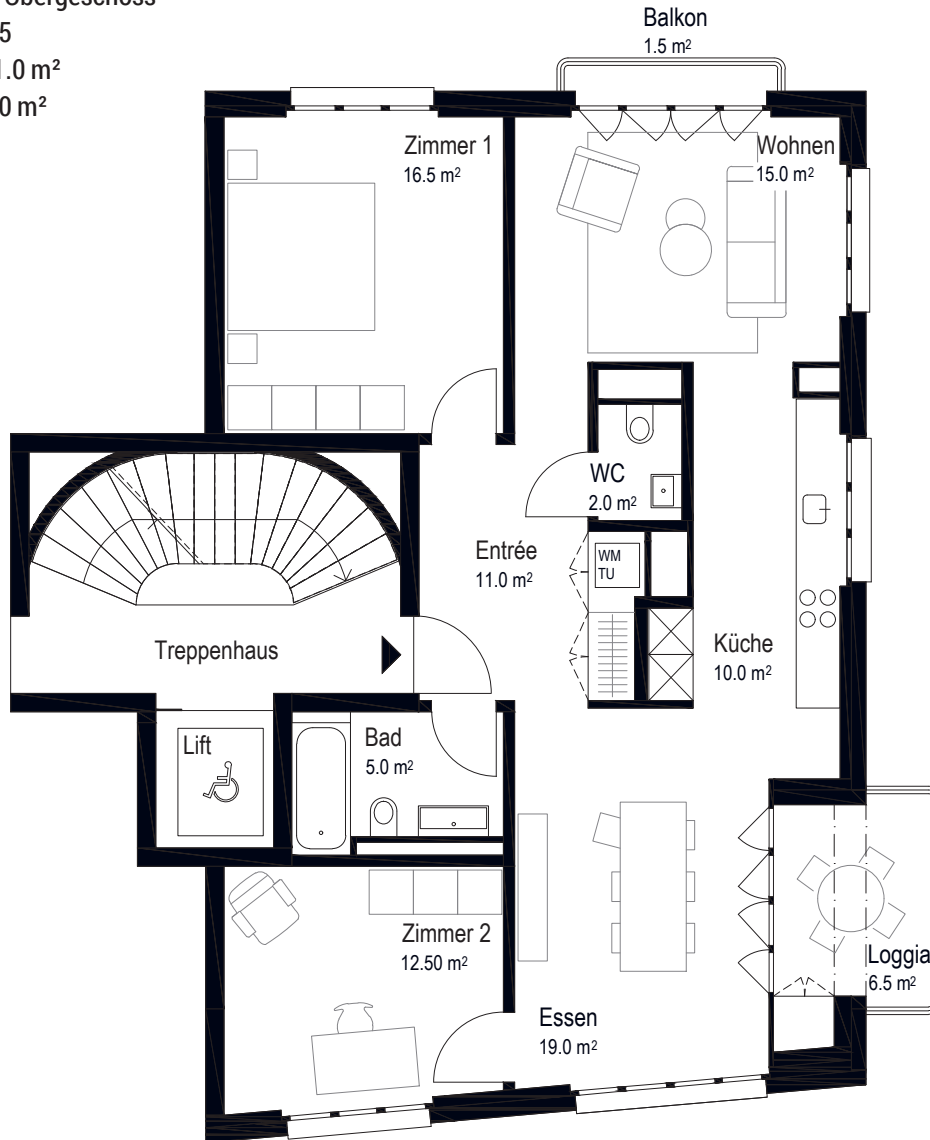 Obergeschoss
5
.0 m²
0 m²
Balkon
1.5 m²
Zimmer 1
16.5 m²
Wohnen
15.0 m²
WC
2.0 m²
Entrée
11.0 m²
WM
TU
Treppenhaus
Küche
10.0 m²
Lift
Bad
5.0 m²
Zimmer 2
12.50 m²
Loggia
6.5 m²
Essen
19.0 m²